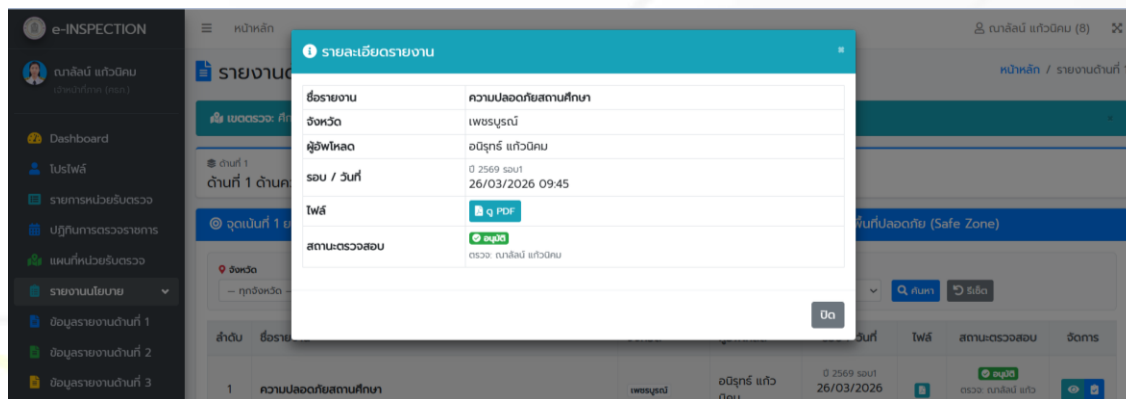 e-INSPECTION
หน้าหลัก
ณาลัลน์ แก้วนิคม (8)
ณาลัลน์ แก้วนิคม
เจ้าหน้าที่ภาค (ศธภ.)
Dashboard
โปรไฟล์
รายการหน่วยรับตรวจ
ปฏิทินการตรวจราชการ
แผนที่หน่วยรับตรวจ
รายงานนโยบาย
ข้อมูลรายงานด้านที่ 1
ข้อมูลรายงานด้านที่ 2
ข้อมูลรายงานด้านที่ 3
หน้าหลัก / รายงานด้านที่ 1
เขตตรวจ:
ด้านที่ 1
ด้านที่ 1
จุดเน้นที่ 1
พื้นที่ปลอดภัย (Safe Zone)
จังหวัด
ค้นหา
รีเซ็ต
รายละเอียดรายงาน
ชื่อรายงาน ความปลอดภัยสถานศึกษา
จังหวัด เพชรบูรณ์
ผู้อัพโหลด อนิรุทธ์ แก้วนิคม
รอบ / วันที่ ปี 2569 รอบ1
26/03/2026 09:45
ไฟล์ ดู PDF
สถานะตรวจสอบ อนุมัติ
ตรวจ: ณาลัลน์ แก้วนิคม
ปิด
ลำดับ ไฟล์ สถานะตรวจสอบ จัดการ
1 ความปลอดภัยสถานศึกษา เพชรบูรณ์ อนิรุทธ์ แก้ว ปี 2569 รอบ1 อนุมัติ
26/03/2026 ตรวจ: ณาลัลน์ แก้ว